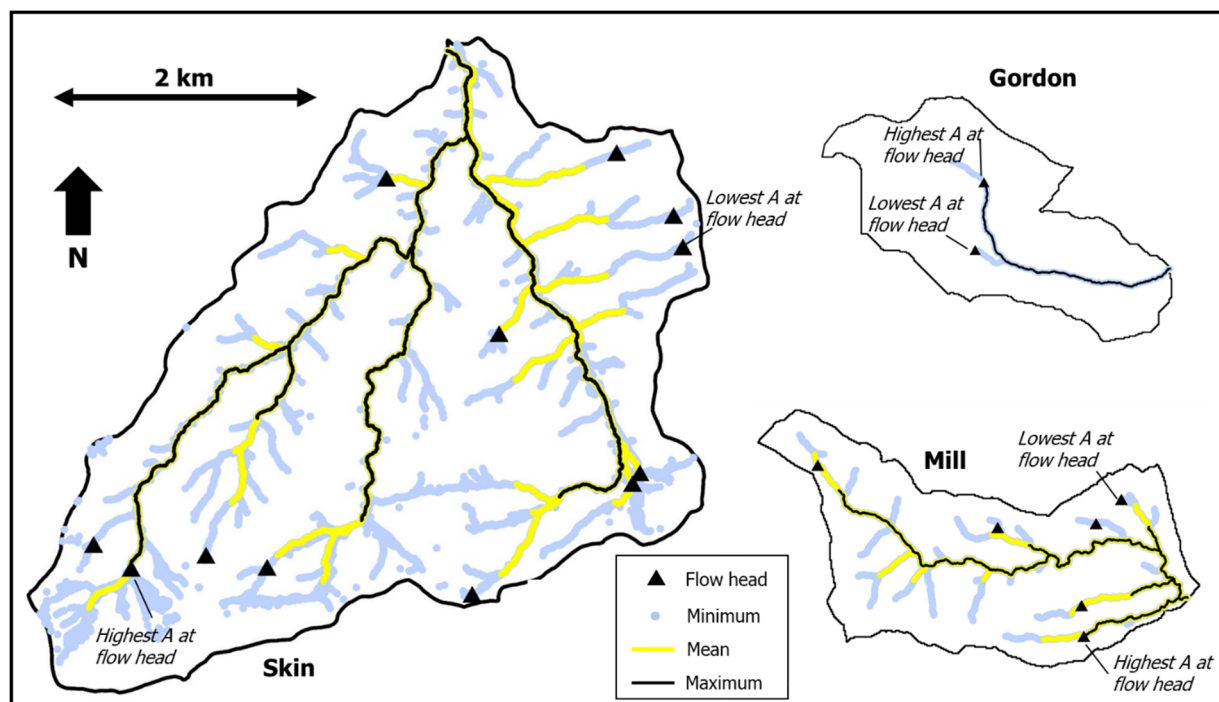 2 km
N
Lowest A at
flow head
Highest A at
flow head
Skin
Gordon
Highest A at
flow head
Lowest A at
flow head
Mill
Lowest A at
flow head
Highest A at
flow head
Flow head
Minimum
Mean
Maximum